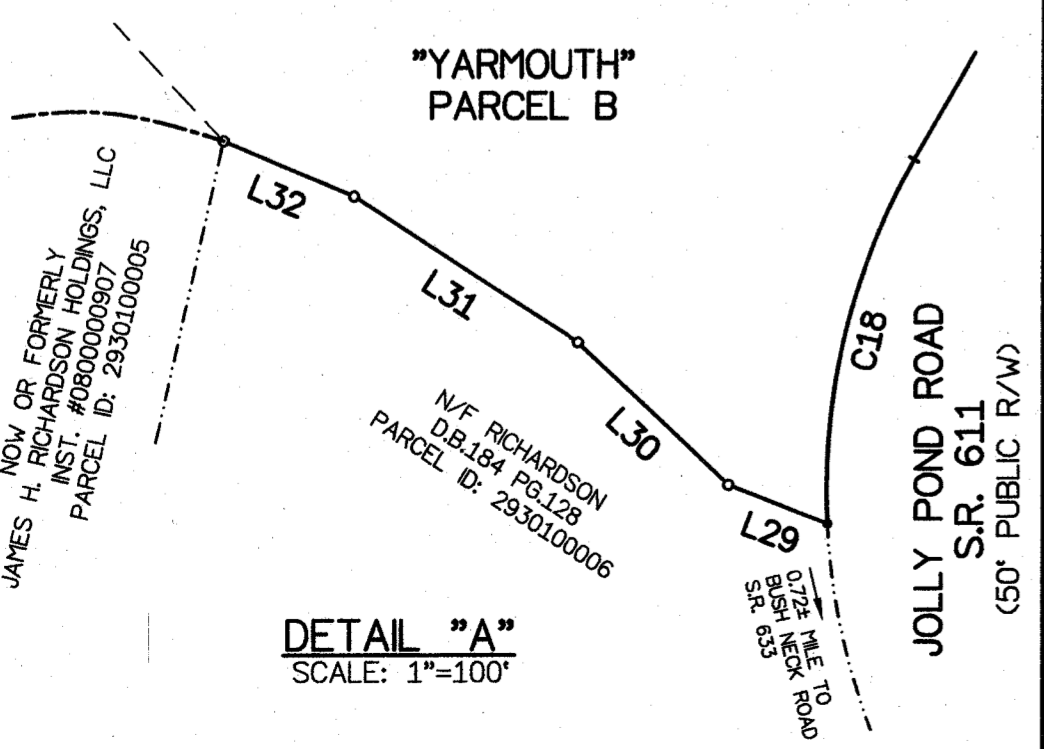 "YARMOUTH"
PARCEL B
NOW OR FORMERLY
JAMES H. RICHARDSON HOLDINGS, LLC
INST. #0800000907
PARCEL ID: 2930100005
L32
L31
L30
L29
C18
N/F RICHARDSON
D.B.184 PG.128
PARCEL ID: 2930100006
JOLLY POND ROAD
S.R. 611
(50' PUBLIC R/W)
0.72± MILE TO
BUSH NECK ROAD
S.R. 633
DETAIL "A"
SCALE: 1"=100'